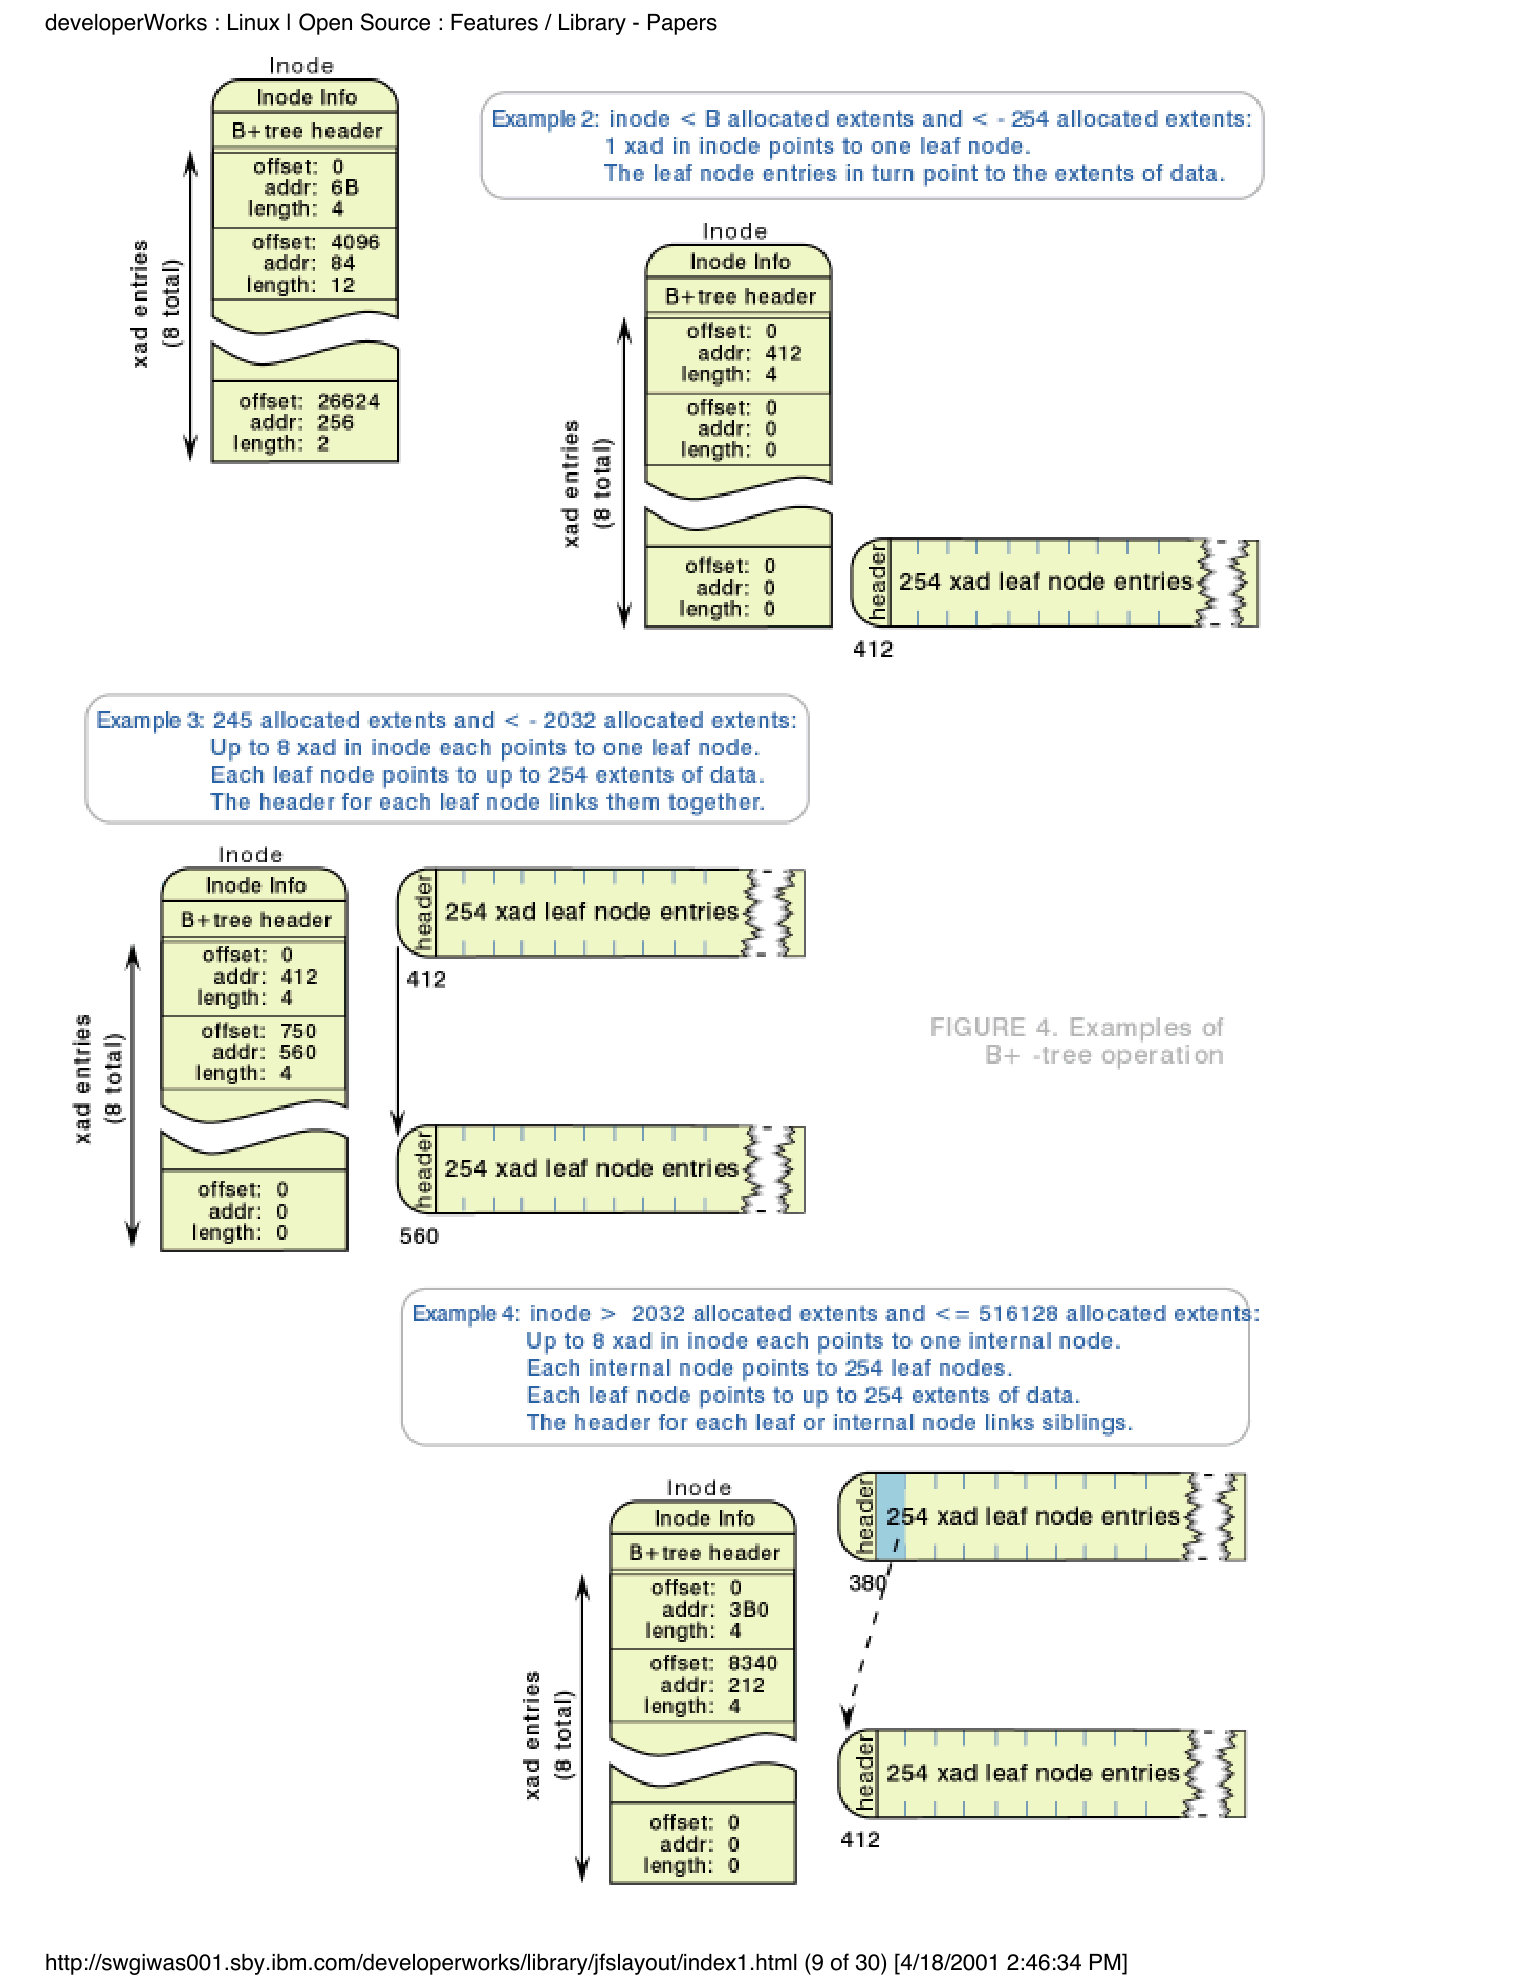 developerWorks : Linux | Open Source : Features / Library - Papers
Inode
Inode Info
B+tree header
offset: 0
addr: 6B
length: 4
offset: 4096
addr: 84
length: 12
offset: 26624
addr: 256
length: 2
xad entries
(8 total)
Example 2: inode < B allocated extents and < - 254 allocated extents:
1 xad in inode points to one leaf node.
The leaf node entries in turn point to the extents of data.
Inode
Inode Info
B+tree header
offset: 0
addr: 412
length: 4
offset: 0
addr: 0
length: 0
offset: 0
addr: 0
length: 0
xad entries
(8 total)
header
254 xad leaf node entries
412
Example 3: 245 allocated extents and < - 2032 allocated extents:
Up to 8 xad in inode each points to one leaf node.
Each leaf node points to up to 254 extents of data.
The header for each leaf node links them together.
Inode
Inode Info
B+tree header
offset: 0
addr: 412
length: 4
offset: 750
addr: 560
length: 4
offset: 0
addr: 0
length: 0
xad entries
(8 total)
header
254 xad leaf node entries
412
header
254 xad leaf node entries
560
FIGURE 4. Examples of
B+ -tree operation
Example 4: inode > 2032 allocated extents and <= 516128 allocated extents:
Up to 8 xad in inode each points to one internal node.
Each internal node points to 254 leaf nodes.
Each leaf node points to up to 254 extents of data.
The header for each leaf or internal node links siblings.
Inode
Inode Info
B+tree header
offset: 0
addr: 3B0
length: 4
offset: 8340
addr: 212
length: 4
offset: 0
addr: 0
length: 0
xad entries
(8 total)
header
254 xad leaf node entries
380
header
254 xad leaf node entries
412
http://swgiwas001.sby.ibm.com/developerworks/library/jfslayout/index1.html (9 of 30) [4/18/2001 2:46:34 PM]